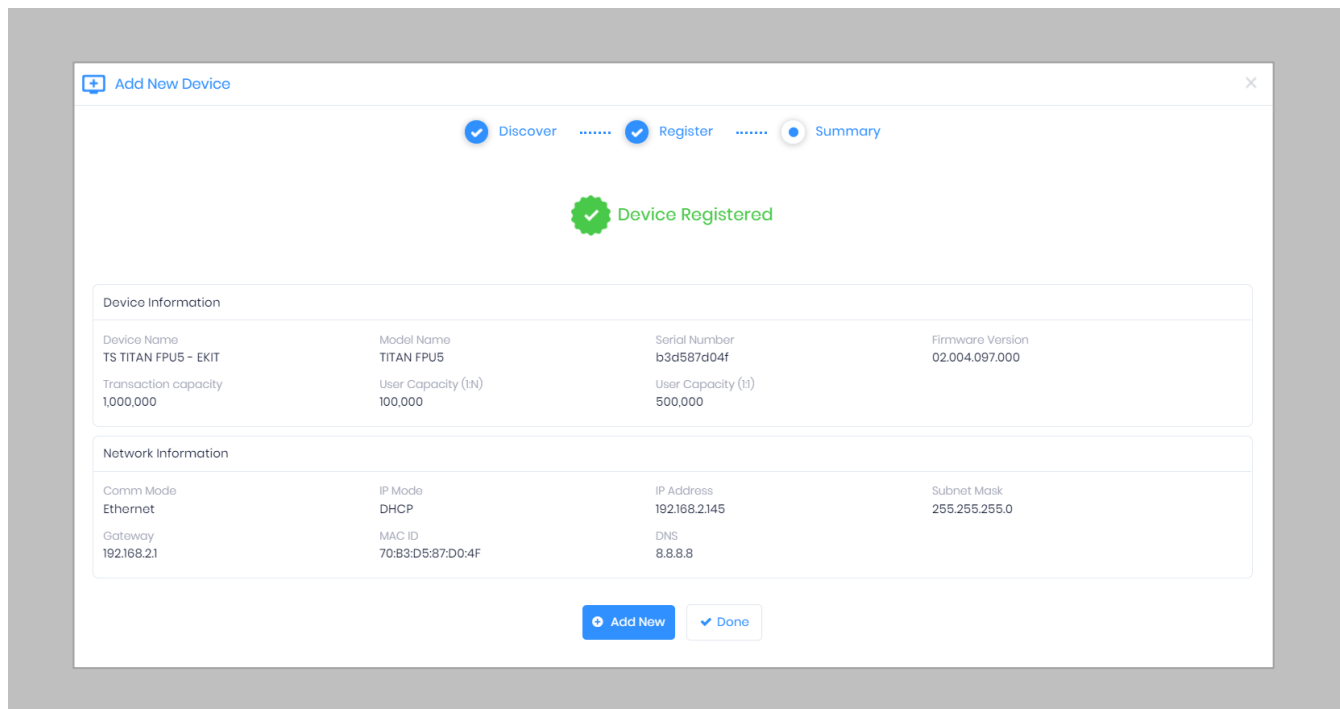 Add New Device
Discover Register Summary
Device Registered
Device Information
Device Name Model Name Serial Number Firmware Version
TS TITAN FPU5 - EKIT TITAN FPU5 b3d587d04f 02.004.097.000
Transaction capacity User Capacity (1:N) User Capacity (1:1)
1,000,000 100,000 500,000
Network Information
Comm Mode IP Mode IP Address Subnet Mask
Ethernet DHCP 192.168.2.145 255.255.255.0
Gateway MAC ID DNS
192.168.2.1 70:B3:D5:87:D0:4F 8.8.8.8
Add New Done